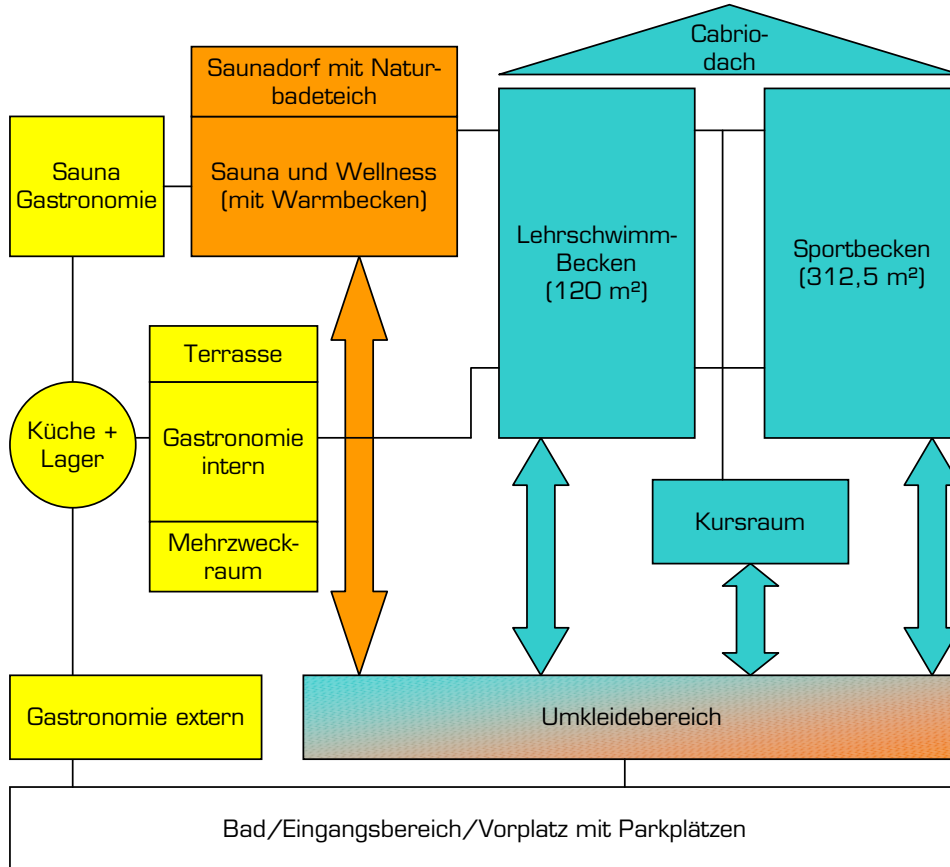 Cabrio-
dach
Saunadorf mit Natur-
badeteich
Sauna
Gastronomie
Sauna und Wellness
(mit Warmbecken)
Lehrschwimm-
Becken
(120 m²)
Sportbecken
(312,5 m²)
Terrasse
Küche +
Lager
Gastronomie
intern
Mehrzweck-
raum
Kursraum
Gastronomie extern
Umkleidebereich
Bad/Eingangsbereich/Vorplatz mit Parkplätzen